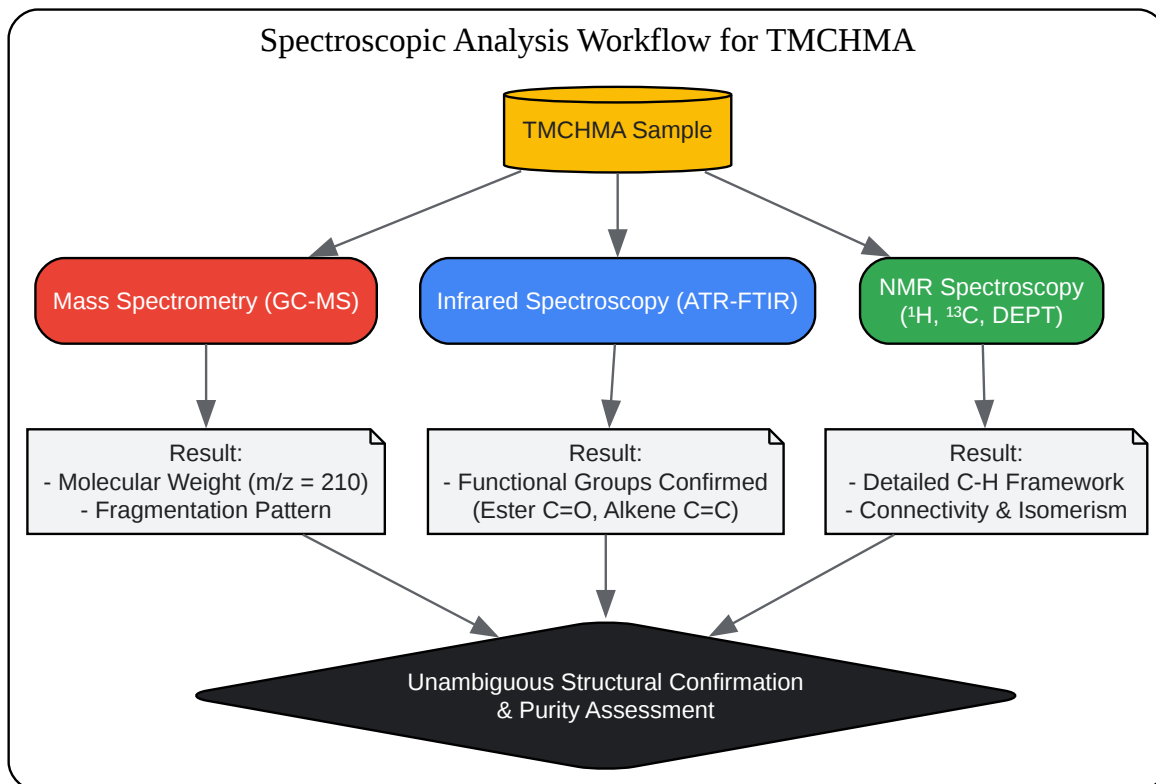 Spectroscopic Analysis Workflow for TMCHMA
TMCHMA Sample
Mass Spectrometry (GC-MS)
Infrared Spectroscopy (ATR-FTIR)
NMR Spectroscopy
(¹H, ¹³C, DEPT)
Result:
- Molecular Weight (m/z = 210)
- Fragmentation Pattern
Result:
- Functional Groups Confirmed
(Ester C=O, Alkene C=C)
Result:
- Detailed C-H Framework
- Connectivity & Isomerism
Unambiguous Structural Confirmation
& Purity Assessment